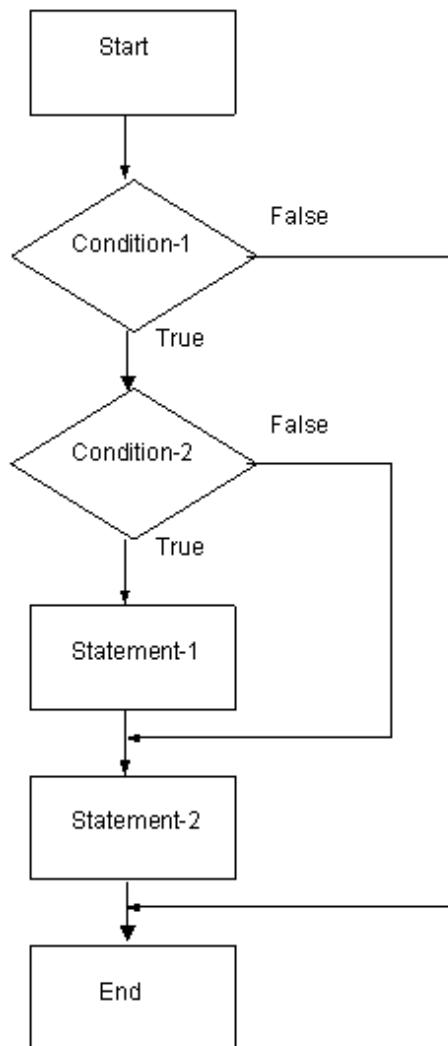 Start
Condition-1
False
True
Condition-2
False
True
Statement-1
Statement-2
End